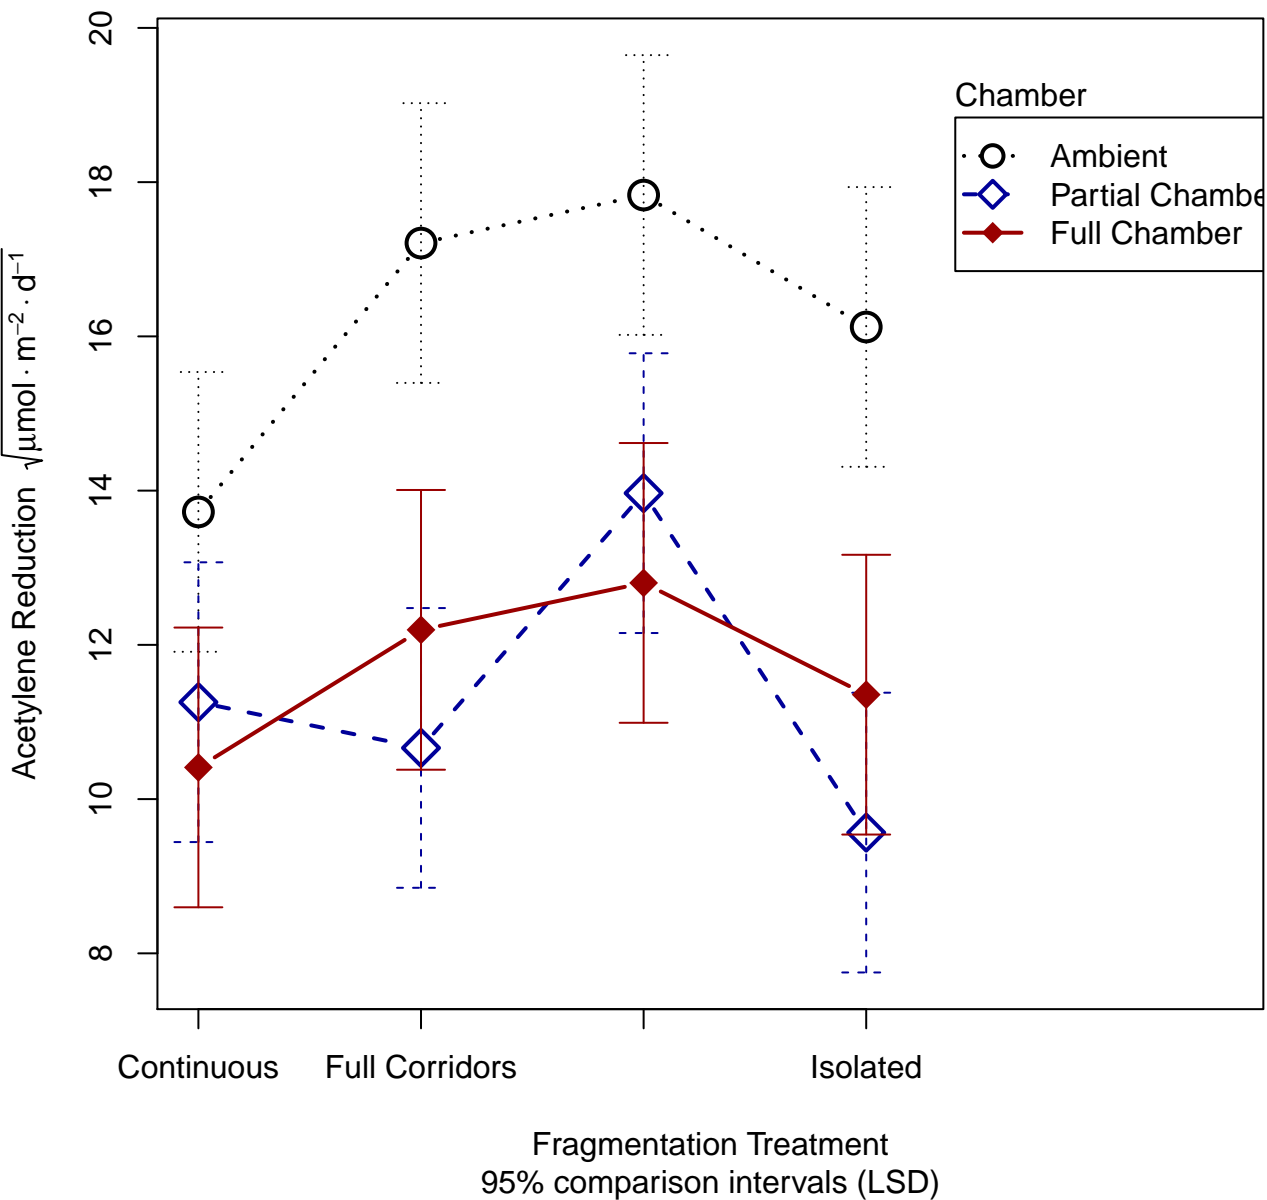 20
18
16
14
12
10
8
Acetylene Reduction √μmol · m⁻² · d⁻¹
Chamber
Ambient
Partial Chambe
Full Chamber
Continuous Full Corridors Isolated
Fragmentation Treatment
95% comparison intervals (LSD)